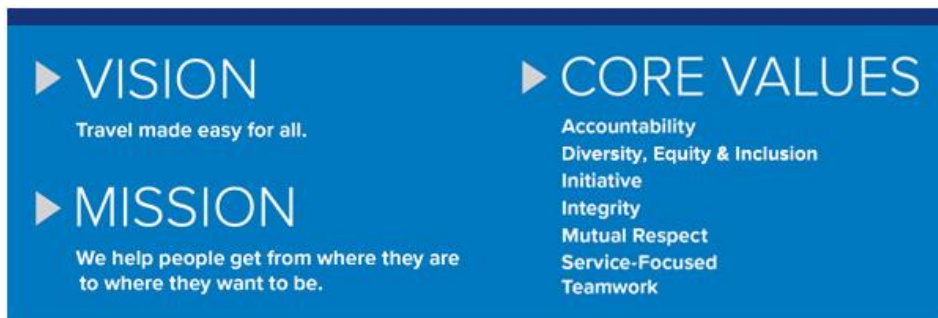 VISION
Travel made easy for all.
MISSION
We help people get from where they are
to where they want to be.
CORE VALUES
Accountability
Diversity, Equity & Inclusion
Initiative
Integrity
Mutual Respect
Service-Focused
Teamwork